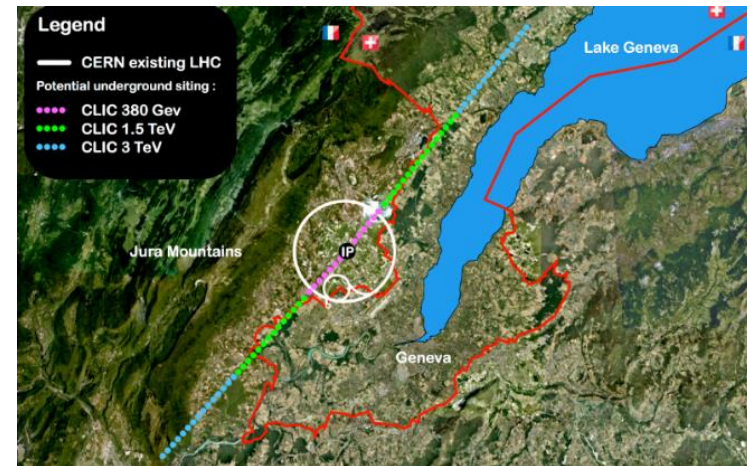 Legend
CERN existing LHC
Potential underground siting :
CLIC 380 Gev
CLIC 1.5 TeV
CLIC 3 TeV
Lake Geneva
Jura Mountains
IP
Geneva